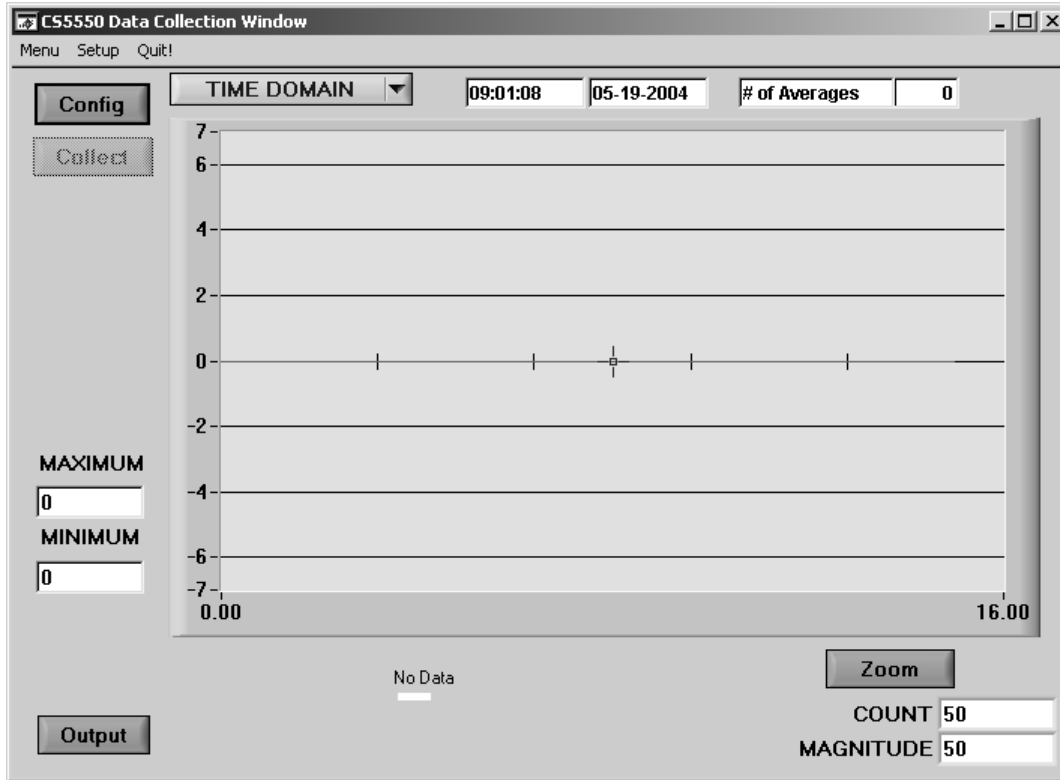 CS5550 Data Collection Window
Menu Setup Quit!
Config
TIME DOMAIN
09:01:08
05-19-2004
# of Averages
0
Collect
7
6
4
2
0
-2
-4
-6
-7
0.00
16.00
MAXIMUM
0
MINIMUM
0
No Data
Zoom
COUNT 50
MAGNITUDE 50
Output